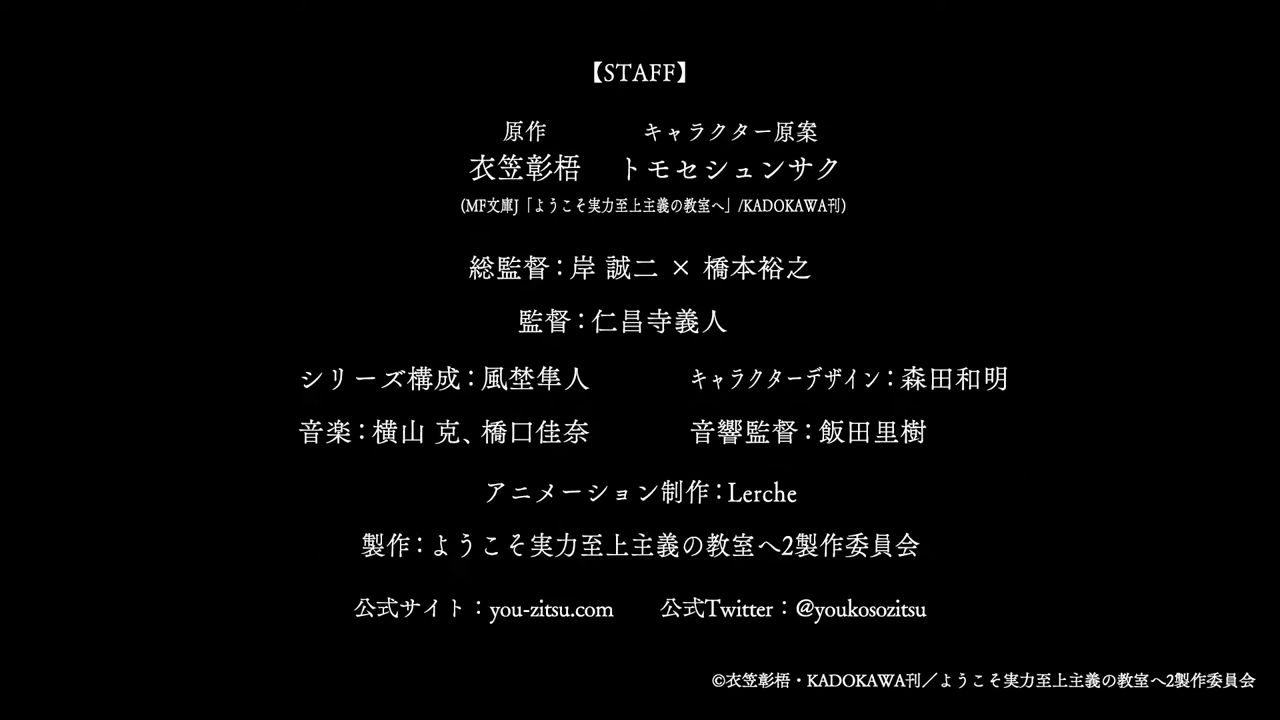 【STAFF】
原作 キャラクター原案
衣笠彰梧 トモセシュンサク
(MF文庫J「ようこそ実力至上主義の教室へ」/KADOKAWA刊)
総監督：岸 誠二 × 橋本裕之
監督：仁昌寺義人
シリーズ構成：風埜隼人 キャラクターデザイン：森田和明
音楽：横山 克、橋口佳奈 音響監督：飯田里樹
アニメーション制作：Lerche
製作：ようこそ実力至上主義の教室へ2製作委員会
公式サイト：you-zitsu.com 公式Twitter：@youkosozitsu
©衣笠彰梧・KADOKAWA刊／ようこそ実力至上主義の教室へ2製作委員会